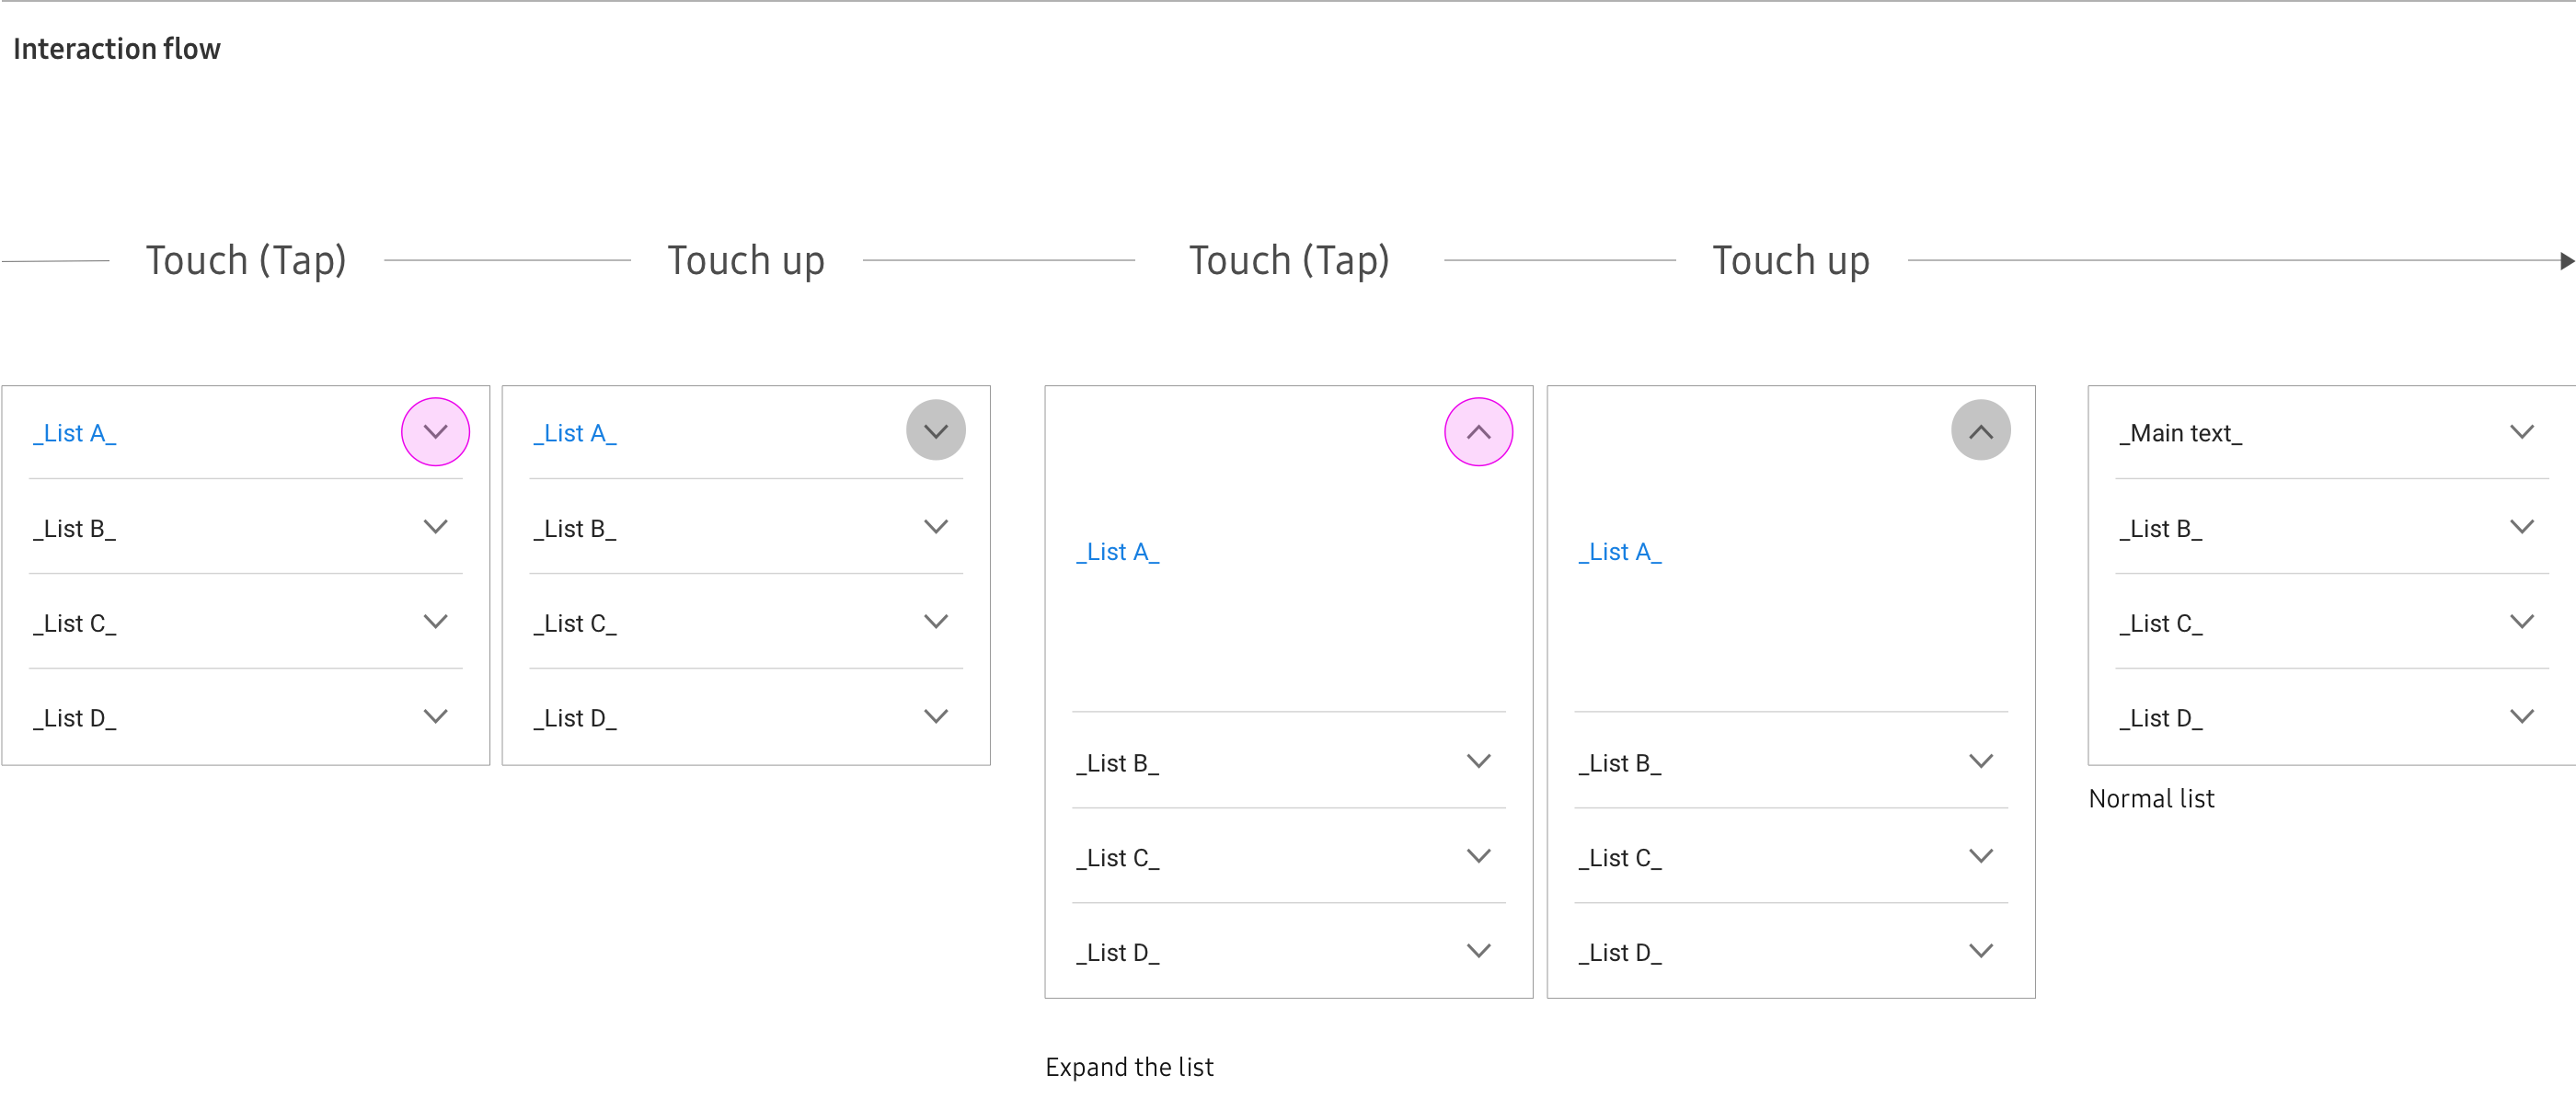 Interaction flow
Touch (Tap)
Touch up
Touch (Tap)
Touch up
_List A_
_List B_
_List C_
_List D_
_List A_
_List B_
_List C_
_List D_
_List A_
_List B_
_List C_
_List D_
Expand the list
_List A_
_List B_
_List C_
_List D_
_Main text_
_List B_
_List C_
_List D_
Normal list